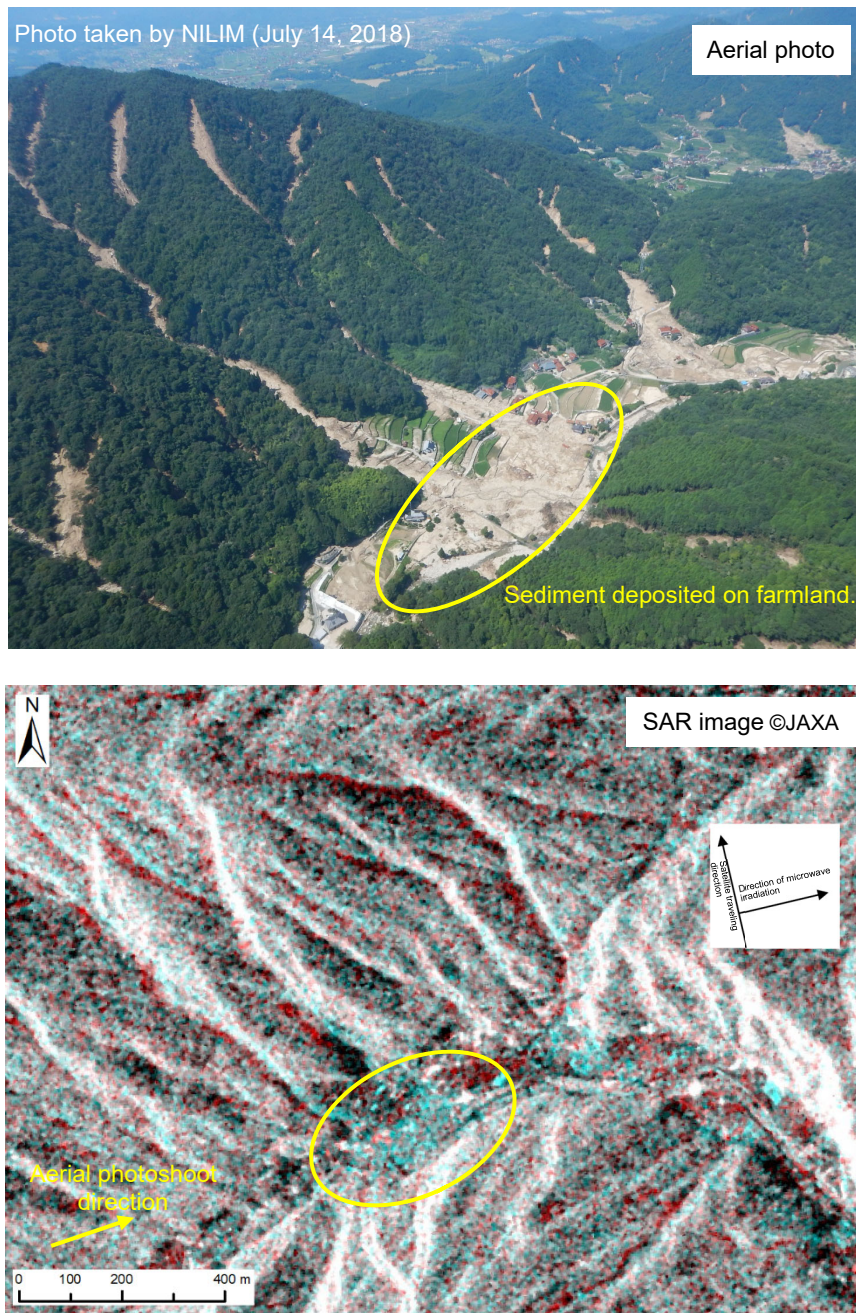 Photo taken by NILIM (July 14, 2018)
Aerial photo
Sediment deposited on farmland.
N
SAR image ©JAXA
Satellite traveling
direction
Direction of microwave
irradiation
Aerial photoshoot
direction
0 100 200 400 m